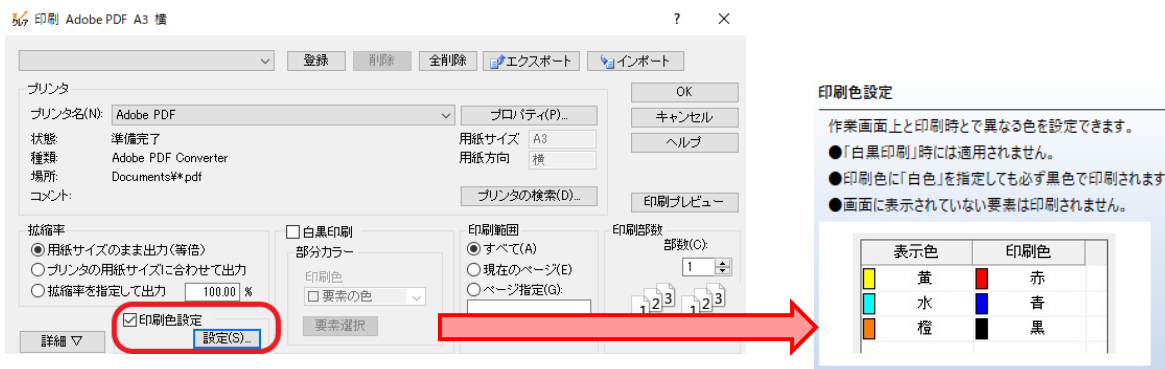 印刷 Adobe PDF A3 横
登録 削除 全削除 エクスポート インポート
プリンタ
プリンタ名(N): Adobe PDF プロパティ(P)...
状態: 準備完了 用紙サイズ A3
種類: Adobe PDF Converter 用紙方向 横
場所: Documents¥*.pdf
コメント: プリンタの検索(D)...
OK
キャンセル
ヘルプ
印刷プレビュー
拡縮率
用紙サイズのまま出力(等倍)
プリンタの用紙サイズに合わせて出力
拡縮率を指定して出力 100.00 %
印刷色設定
設定(S)...
詳細 ▽
白黒印刷
部分カラー
印刷色
要素の色
要素選択
印刷範囲
すべて(A)
現在のページ(E)
ページ指定(G):
印刷部数
部数(C):
1
1 2 3 1 2 3
印刷色設定
作業画面上と印刷時とで異なる色を設定できます。
●「白黒印刷」時には適用されません。
●印刷色に「白色」を指定しても必ず黒色で印刷されます
●画面に表示されていない要素は印刷されません。
表示色 印刷色
黄 赤
水 青
橙 黒